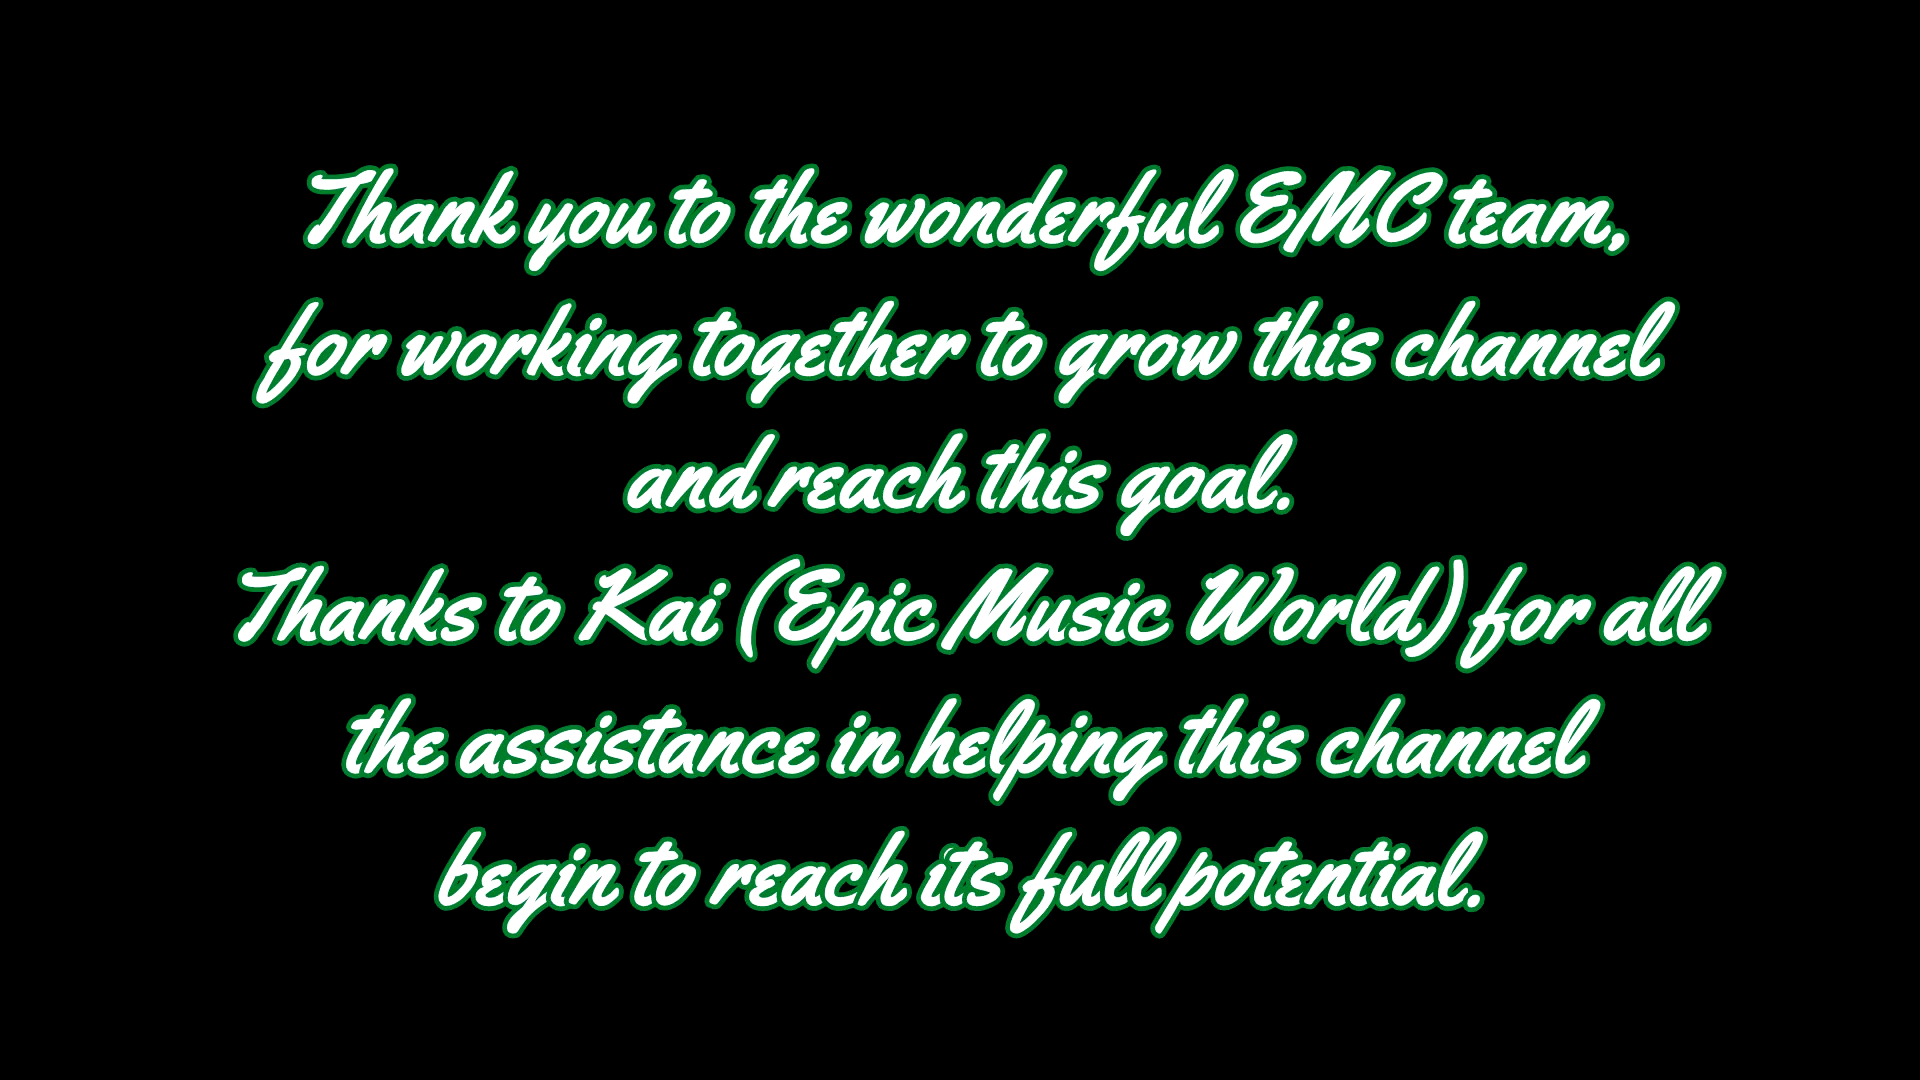 Thank you to the wonderful EMC team,
for working together to grow this channel
and reach this goal.
Thanks to Kai (Epic Music World) for all
the assistance in helping this channel
begin to reach its full potential.